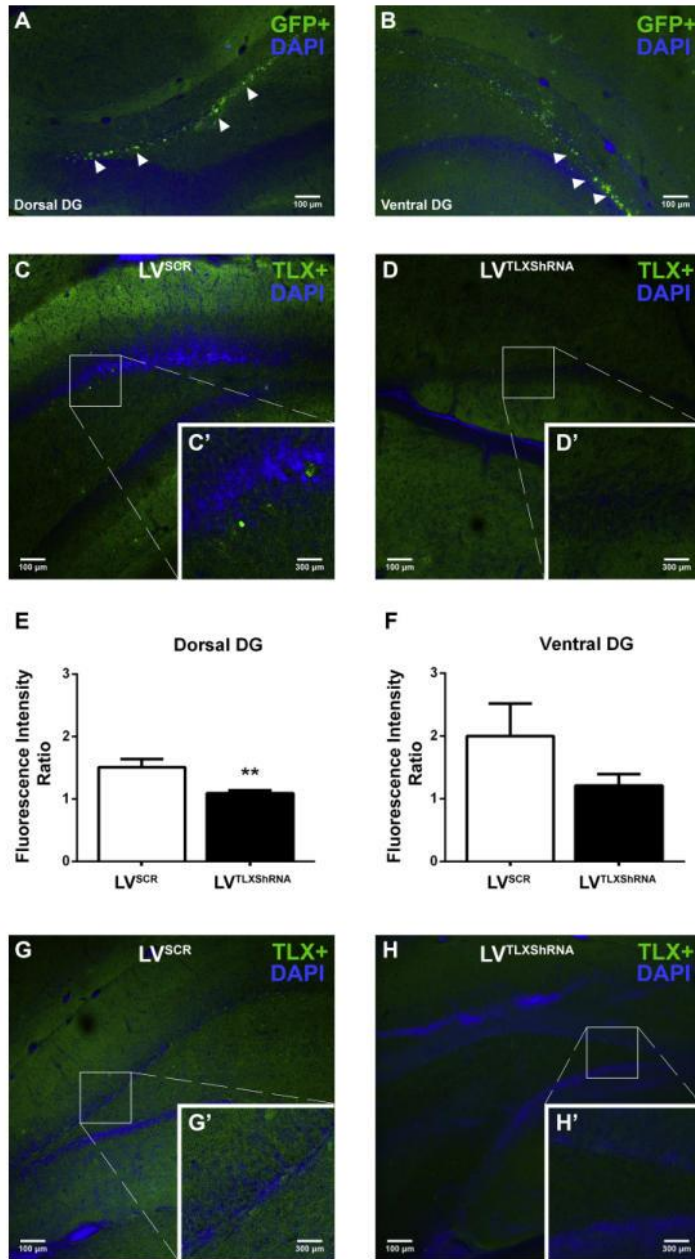 A
GFP+
DAPI
Dorsal DG
100 µm
B
GFP+
DAPI
Ventral DG
100 µm
C
LVSCR
TLX+
DAPI
C'
100 µm
300 µm
D
LVTLXShRNA
TLX+
DAPI
D'
100 µm
300 µm
E
Dorsal DG
Fluorescence Intensity
Ratio
3
2
1
0
**
LVSCR
LVTLXShRNA
F
Ventral DG
Fluorescence Intensity
Ratio
3
2
1
0
LVSCR
LVTLXShRNA
G
LVSCR
TLX+
DAPI
G'
100 µm
300 µm
H
LVTLXShRNA
TLX+
DAPI
H'
100 µm
300 µm